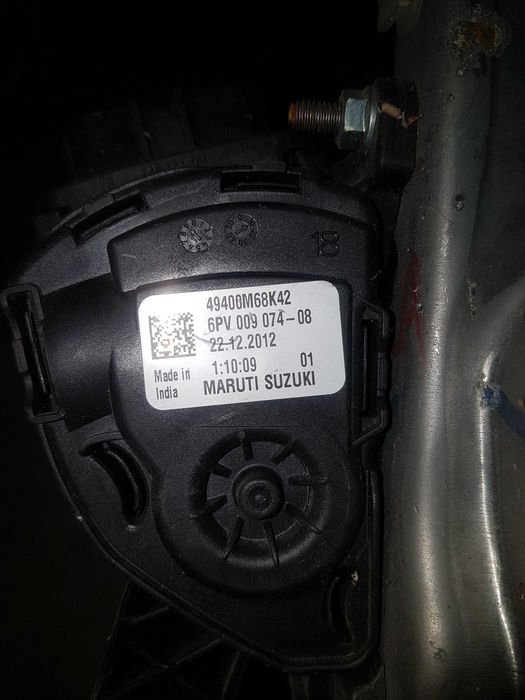 18
49400M68K42
6PV 009 074-08
22.12.2012
1:10:09 01
Made in
India
MARUTI SUZUKI